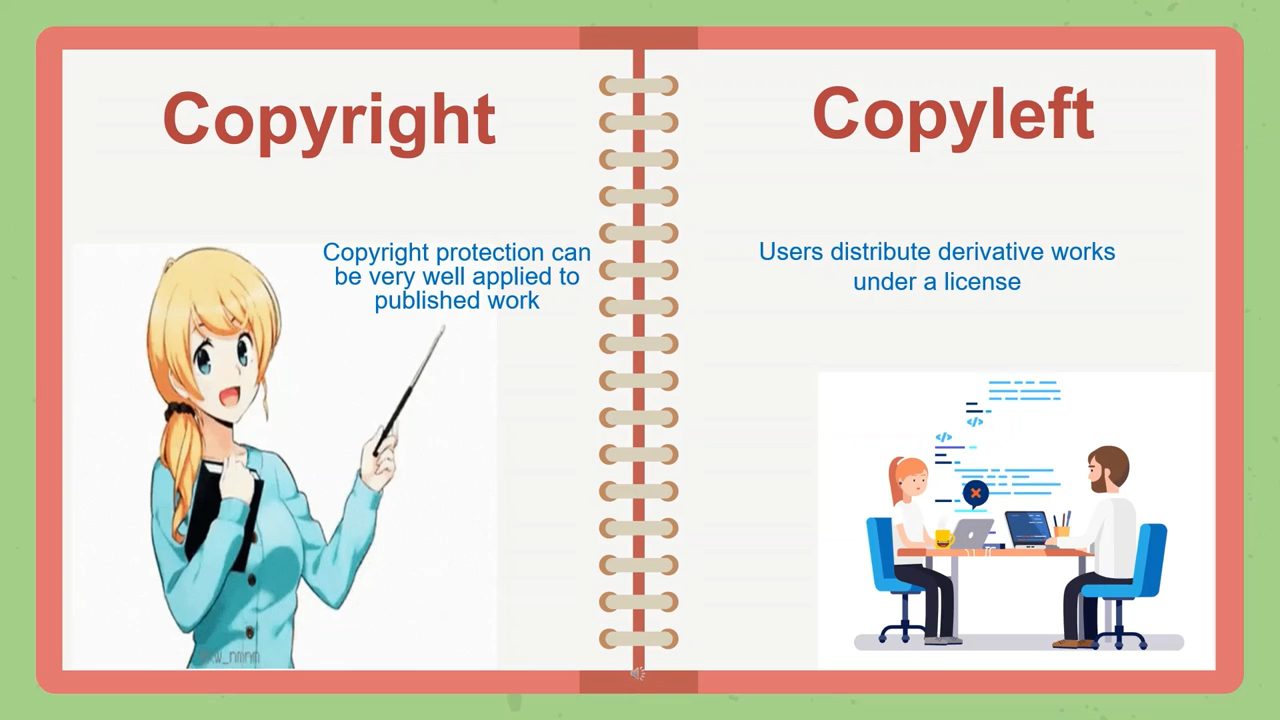 Copyright
Copyright protection can
be very well applied to
published work
Copyleft
Users distribute derivative works
under a license